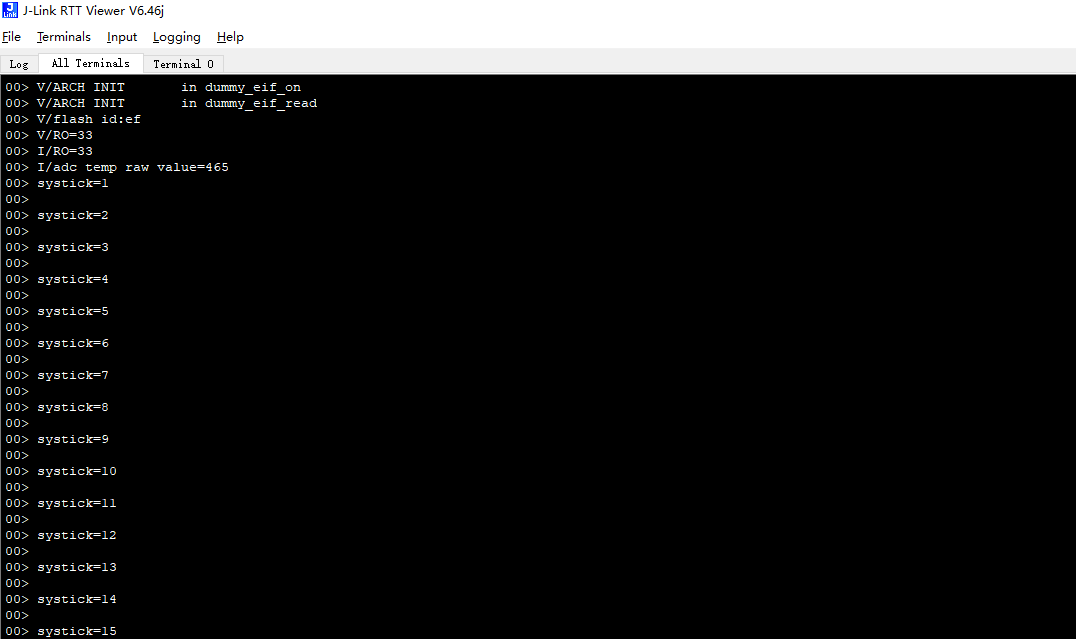 J-Link RTT Viewer V6.46j
File Terminals Input Logging Help
Log All Terminals Terminal 0
00> V/ARCH INIT       in dummy_eif_on
00> V/ARCH INIT       in dummy_eif_read
00> V/flash id:ef
00> V/RO=33
00> I/RO=33
00> I/adc temp raw value=465
00> systick=1
00>
00> systick=2
00>
00> systick=3
00>
00> systick=4
00>
00> systick=5
00>
00> systick=6
00>
00> systick=7
00>
00> systick=8
00>
00> systick=9
00>
00> systick=10
00>
00> systick=11
00>
00> systick=12
00>
00> systick=13
00>
00> systick=14
00>
00> systick=15